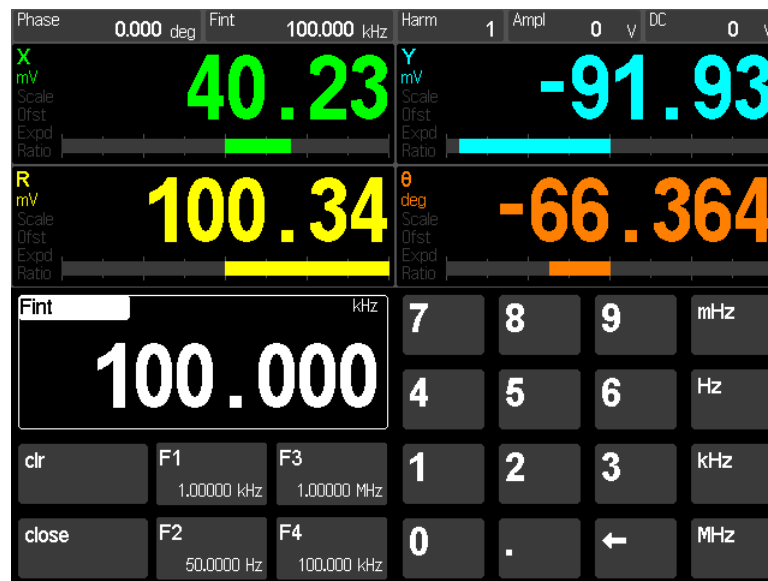 Phase 0.000 deg Fint 100.000 kHz Harm 1 Ampl 0 V DC 0 V
X
mV
Scale
Ofst
Expd
Ratio
40.23
Y
mV
Scale
Ofst
Expd
Ratio
-91.93
R
mV
Scale
Ofst
Expd
Ratio
100.34
θ
deg
Scale
Ofst
Expd
Ratio
-66.364
Fint kHz
100.000
7 8 9 mHz
4 5 6 Hz
clr F1 1.00000 kHz F3 1.00000 MHz 1 2 3 kHz
close F2 50.0000 Hz F4 100.000 kHz 0 . ← MHz